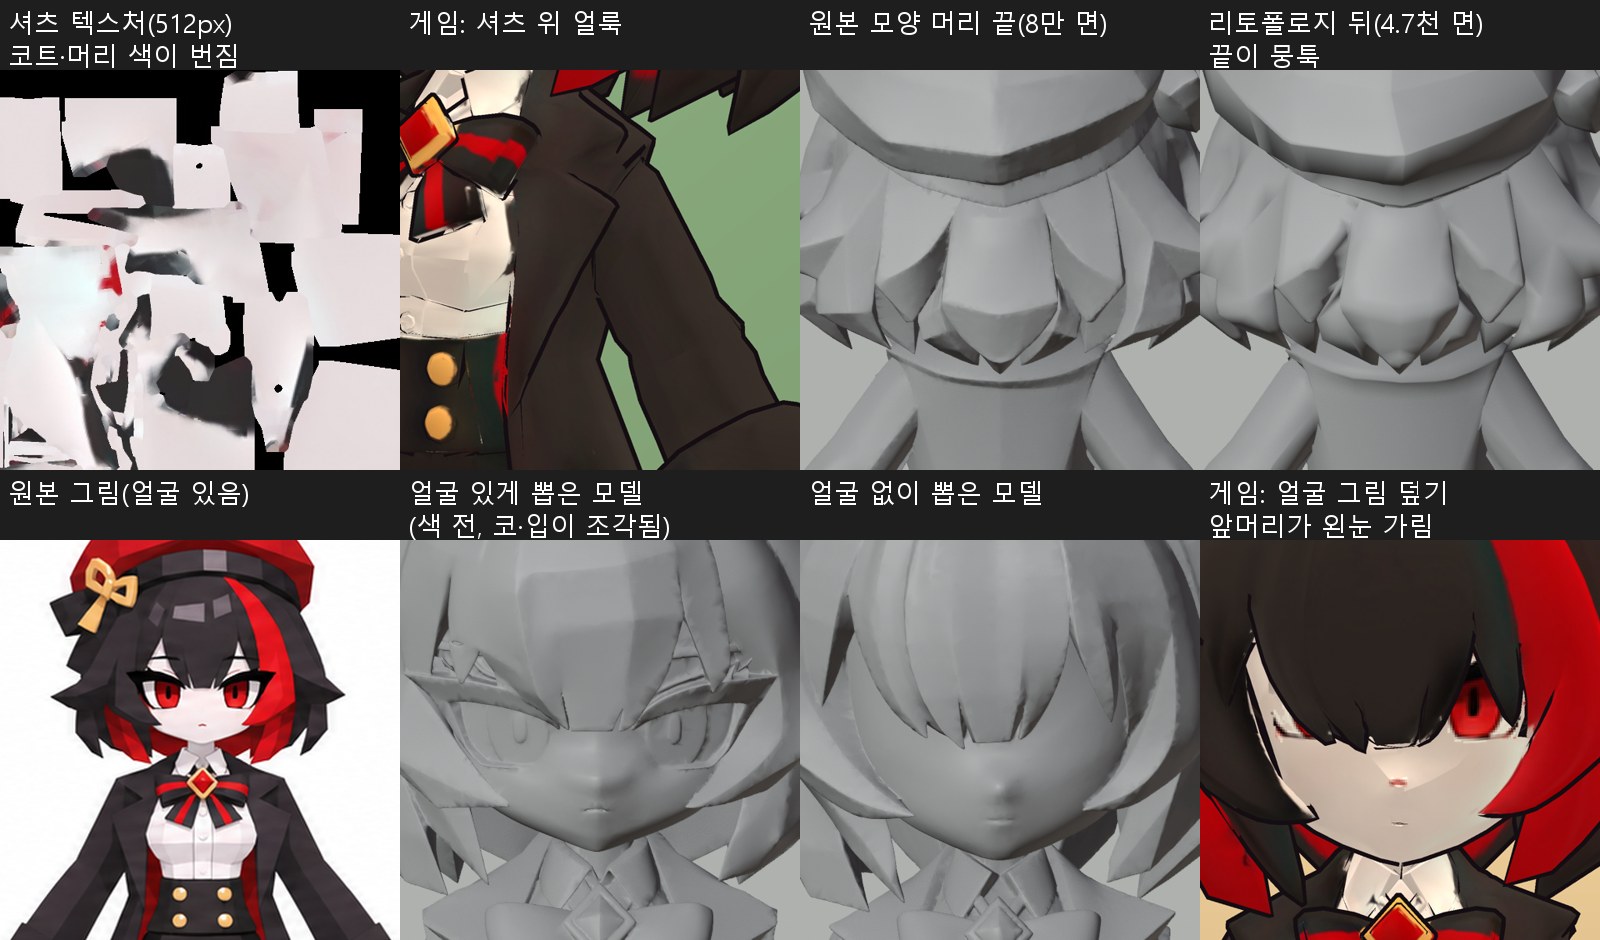 셔츠 텍스처(512px)
코트·머리 색이 번짐
게임: 셔츠 위 얼룩
원본 모양 머리 끝(8만 면)
리토폴로지 뒤(4.7천 면)
끝이 뭉툭
원본 그림(얼굴 있음)
얼굴 있게 뽑은 모델
(색 전, 코·입이 조각됨)
얼굴 없이 뽑은 모델
게임: 얼굴 그림 덮기
앞머리가 왼눈 가림